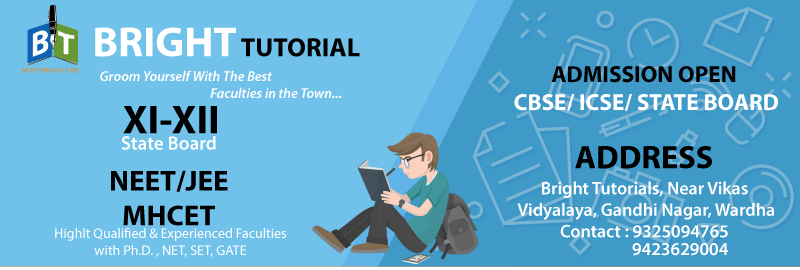 BT
BRIGHT TUTORIAL
Groom Yourself With The Best
Faculties in the Town...
XI-XII
State Board
NEET/JEE
MHCET
Highlt Qualified & Experienced Faculties
with Ph.D. , NET, SET, GATE
ADMISSION OPEN
CBSE/ ICSE/ STATE BOARD
ADDRESS
Bright Tutorials, Near Vikas
Vidyalaya, Gandhi Nagar, Wardha
Contact : 9325094765
9423629004